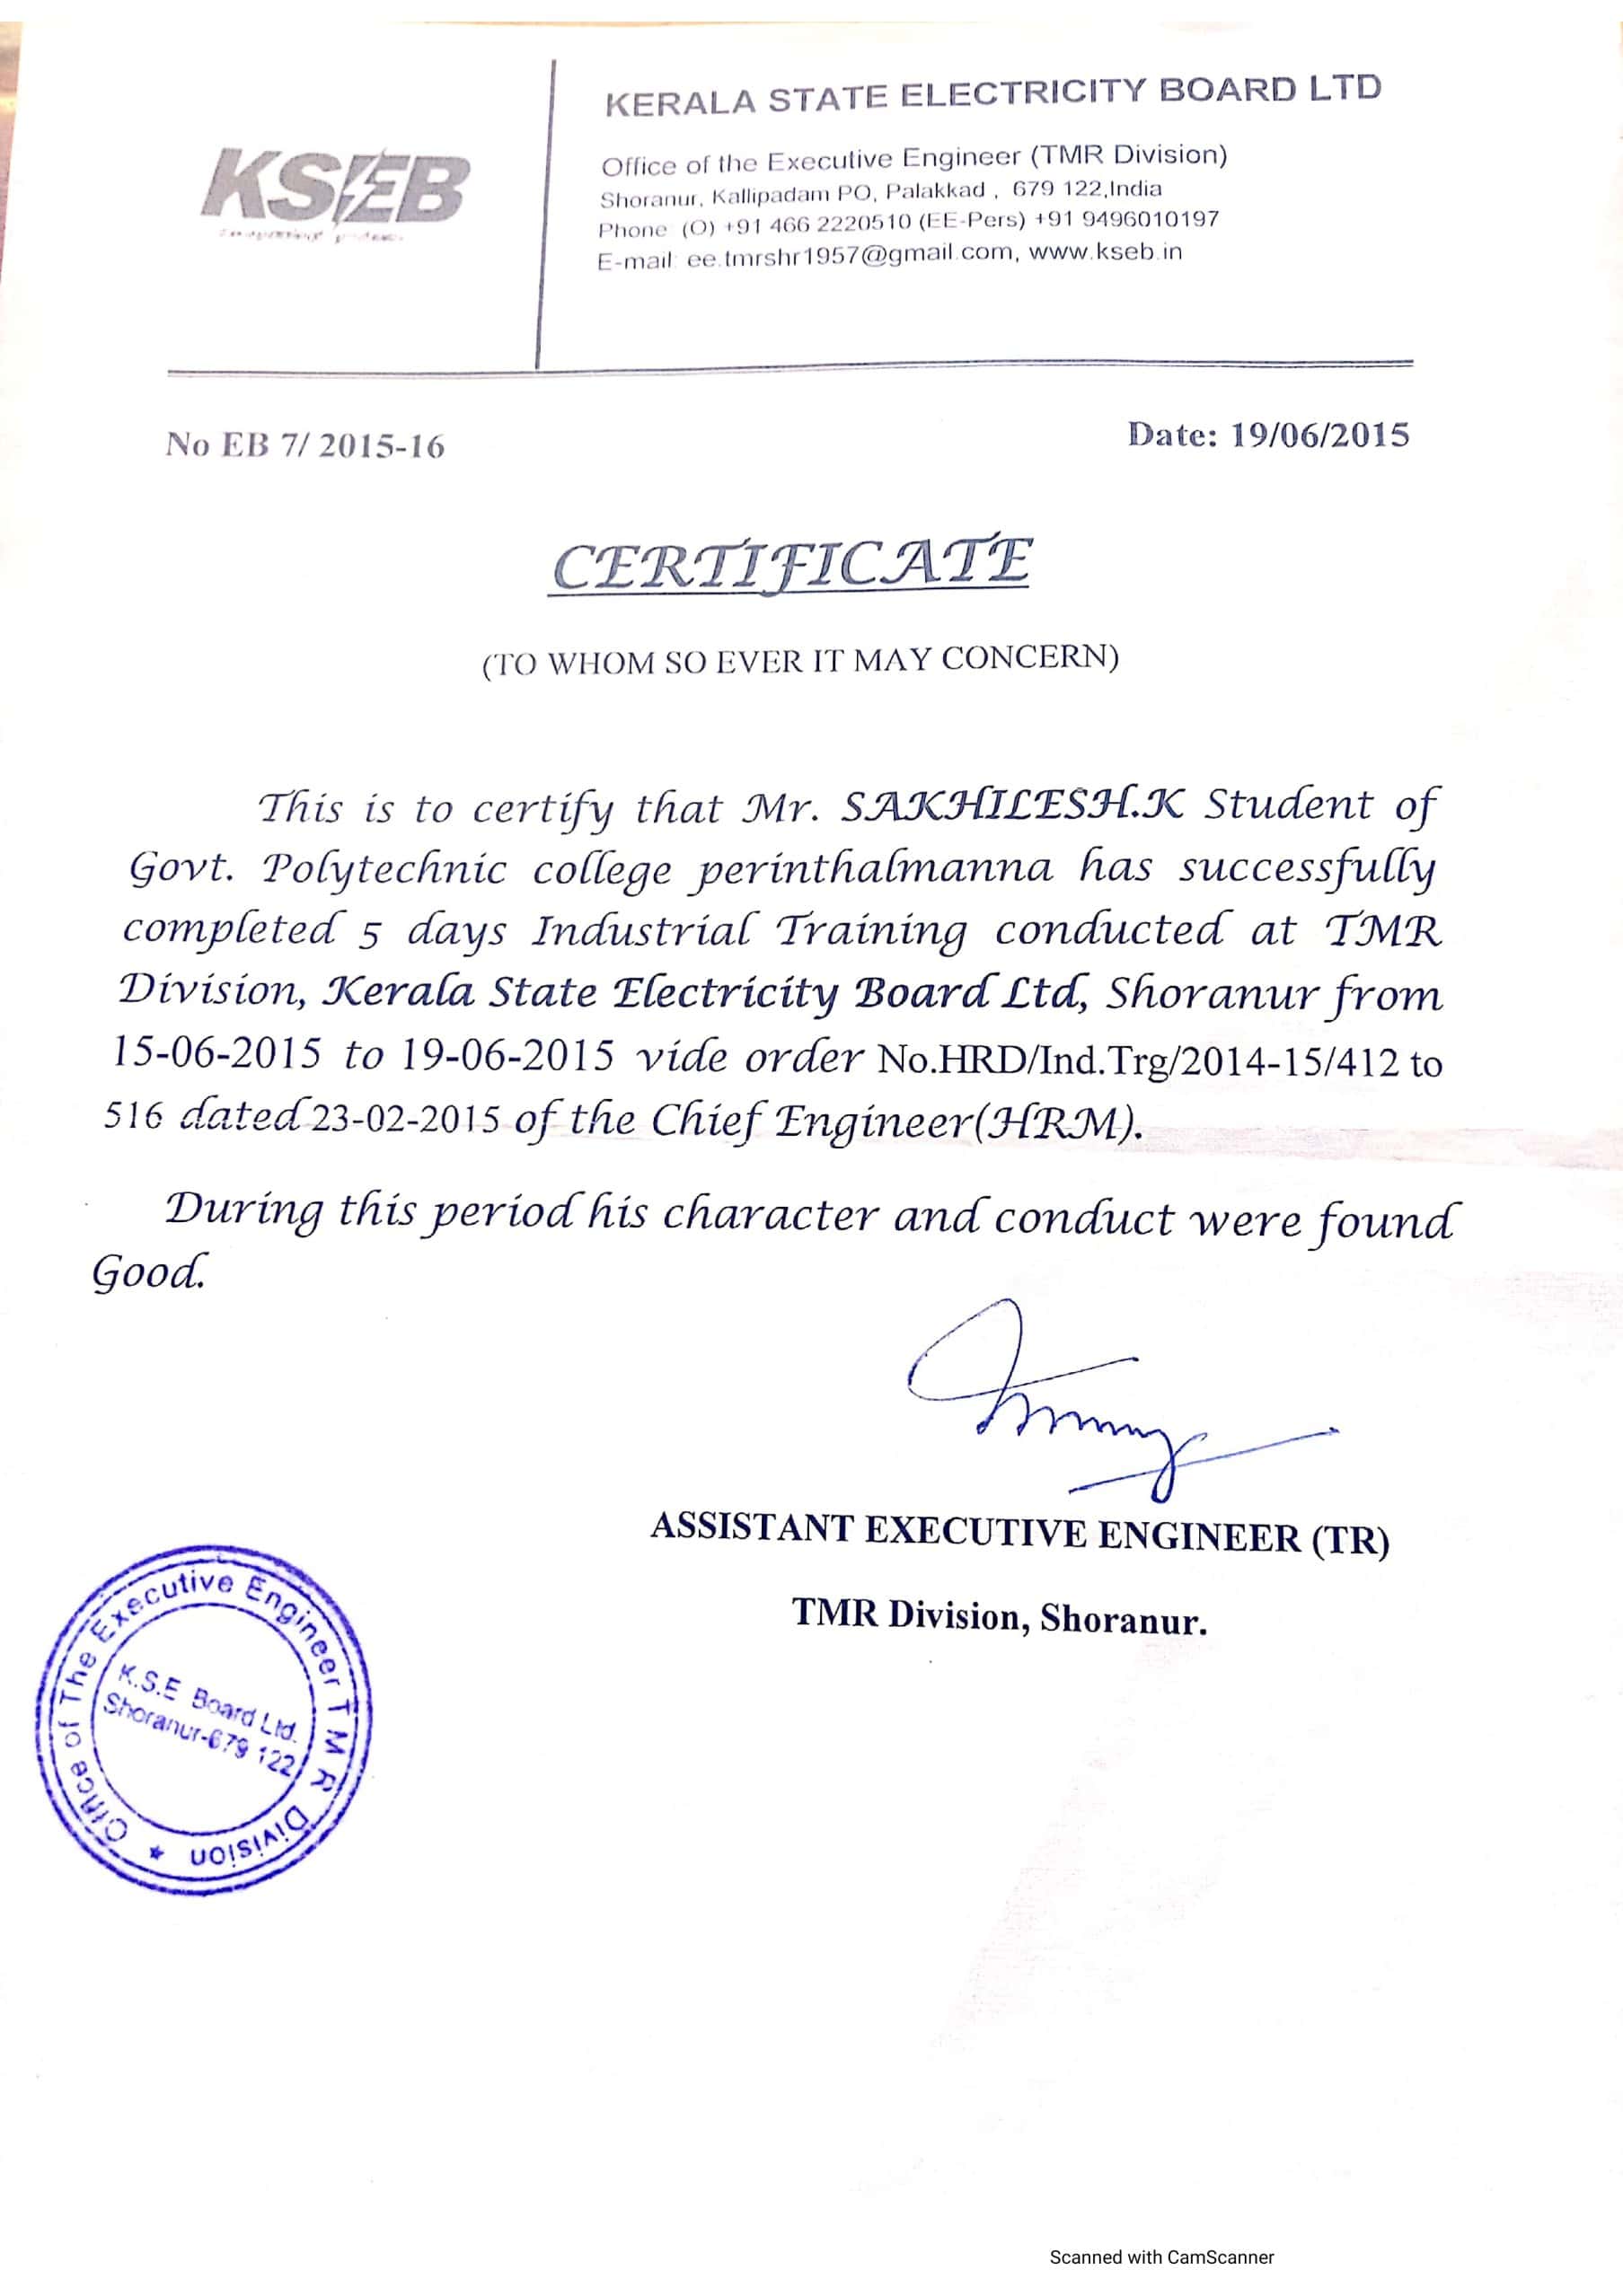 KSEB
KERALA STATE ELECTRICITY BOARD LTD
Office of the Executive Engineer (TMR Division)
Shoranur, Kallipadam PO, Palakkad , 679 122,India
Phone (O) +91 466 2220510 (EE-Pers) +91 9496010197
E-mail: ee.tmrshr1957@gmail.com, www.kseb.in
No EB 7/ 2015-16
Date: 19/06/2015
CERTIFICATE
(TO WHOM SO EVER IT MAY CONCERN)
This is to certify that Mr. SAKHILESH.K Student of
Govt. Polytechnic college perinthalmanna has successfully
completed 5 days Industrial Training conducted at TMR
Division, Kerala State Electricity Board Ltd, Shoranur from
15-06-2015 to 19-06-2015 vide order No.HRD/Ind.Trg/2014-15/412 to
516 dated 23-02-2015 of the Chief Engineer(HRM).
During this period his character and conduct were found
Good.
ASSISTANT EXECUTIVE ENGINEER (TR)
TMR Division, Shoranur.
Office of The Executive Engineer T M R Division
K.S.E Board Ltd.
Shoranur-679 122
Scanned with CamScanner